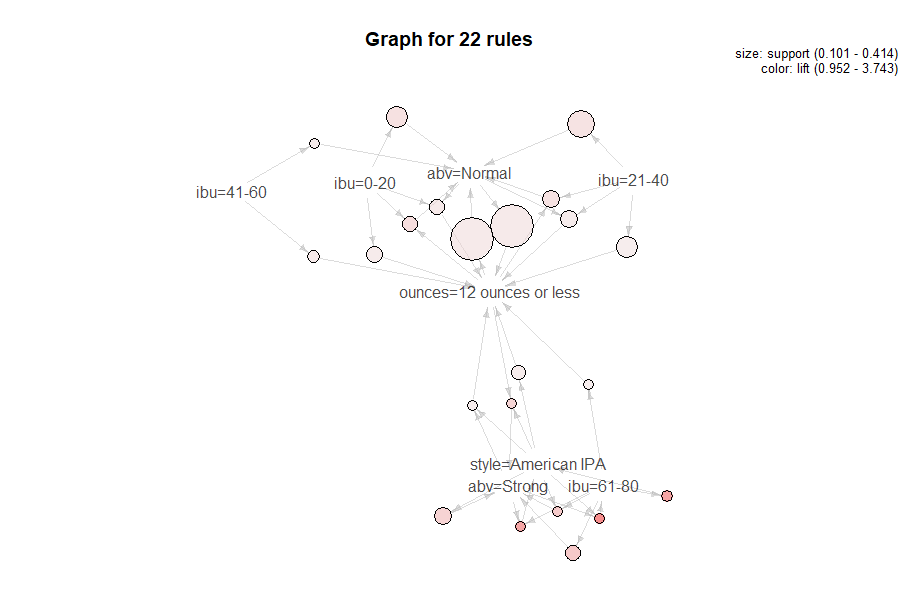 Graph for 22 rules
size: support (0.101 - 0.414)
color: lift (0.952 - 3.743)
abv=Normal
ibu=0-20
ibu=21-40
ibu=41-60
ounces=12 ounces or less
style=American IPA
abv=Strong
ibu=61-80